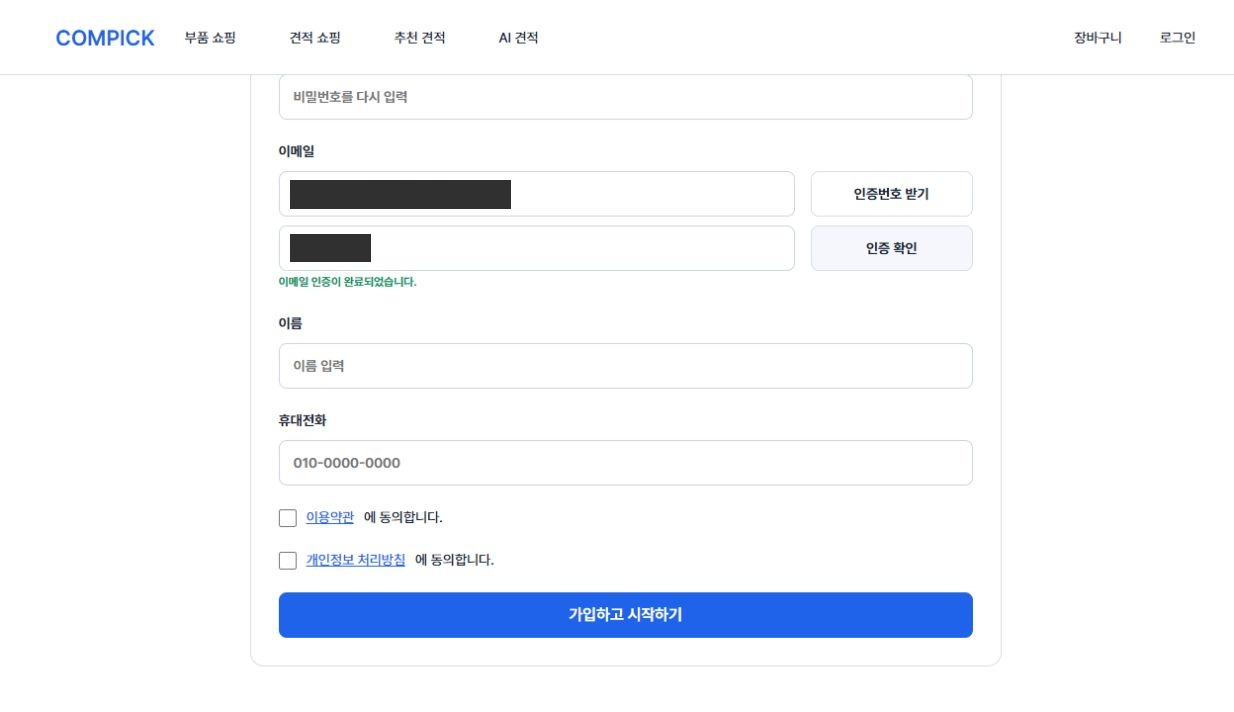 COMPICK 부품 쇼핑 견적 쇼핑 추천 견적 AI 견적 장바구니 로그인
비밀번호를 다시 입력
이메일
인증번호 받기
인증 확인
이메일 인증이 완료되었습니다.
이름
이름 입력
휴대전화
010-0000-0000
이용약관 에 동의합니다.
개인정보 처리방침 에 동의합니다.
가입하고 시작하기